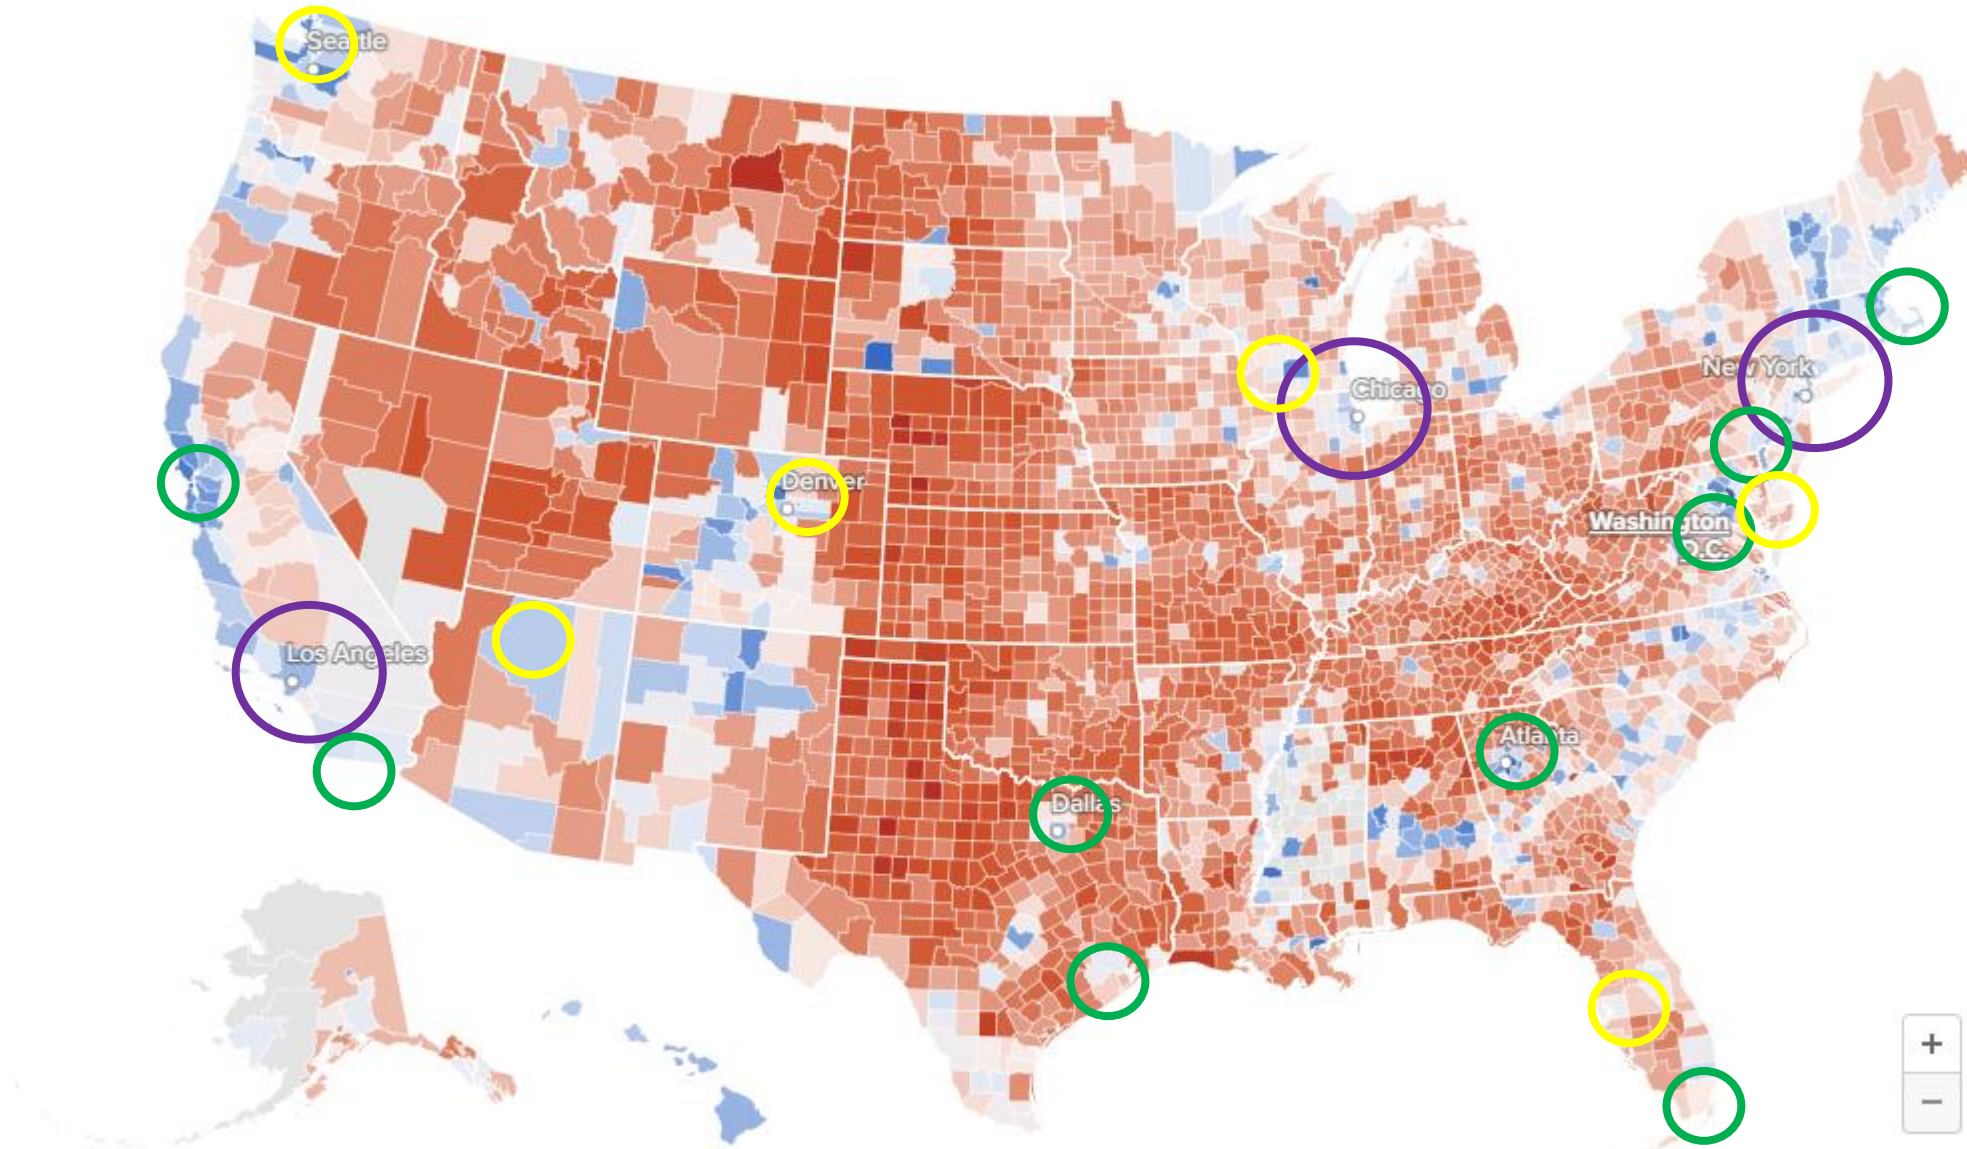 Seattle
New York
Chicago
Denver
Washington
D.C.
Los Angeles
Atlanta
Dallas
+
−